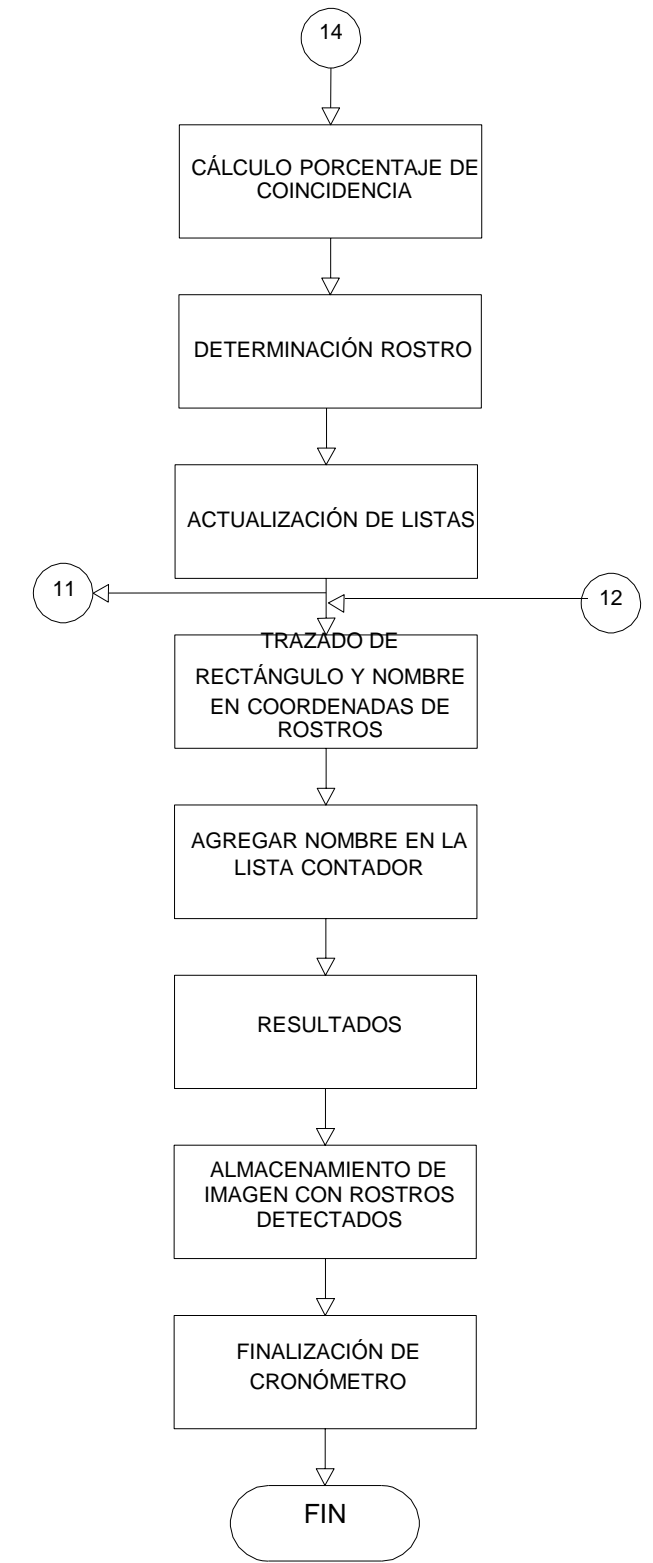 14
CÁLCULO PORCENTAJE DE
COINCIDENCIA
DETERMINACIÓN ROSTRO
ACTUALIZACIÓN DE LISTAS
11
12
TRAZADO DE
RECTÁNGULO Y NOMBRE
EN COORDENADAS DE
ROSTROS
AGREGAR NOMBRE EN LA
LISTA CONTADOR
RESULTADOS
ALMACENAMIENTO DE
IMAGEN CON ROSTROS
DETECTADOS
FINALIZACIÓN DE
CRONÓMETRO
FIN